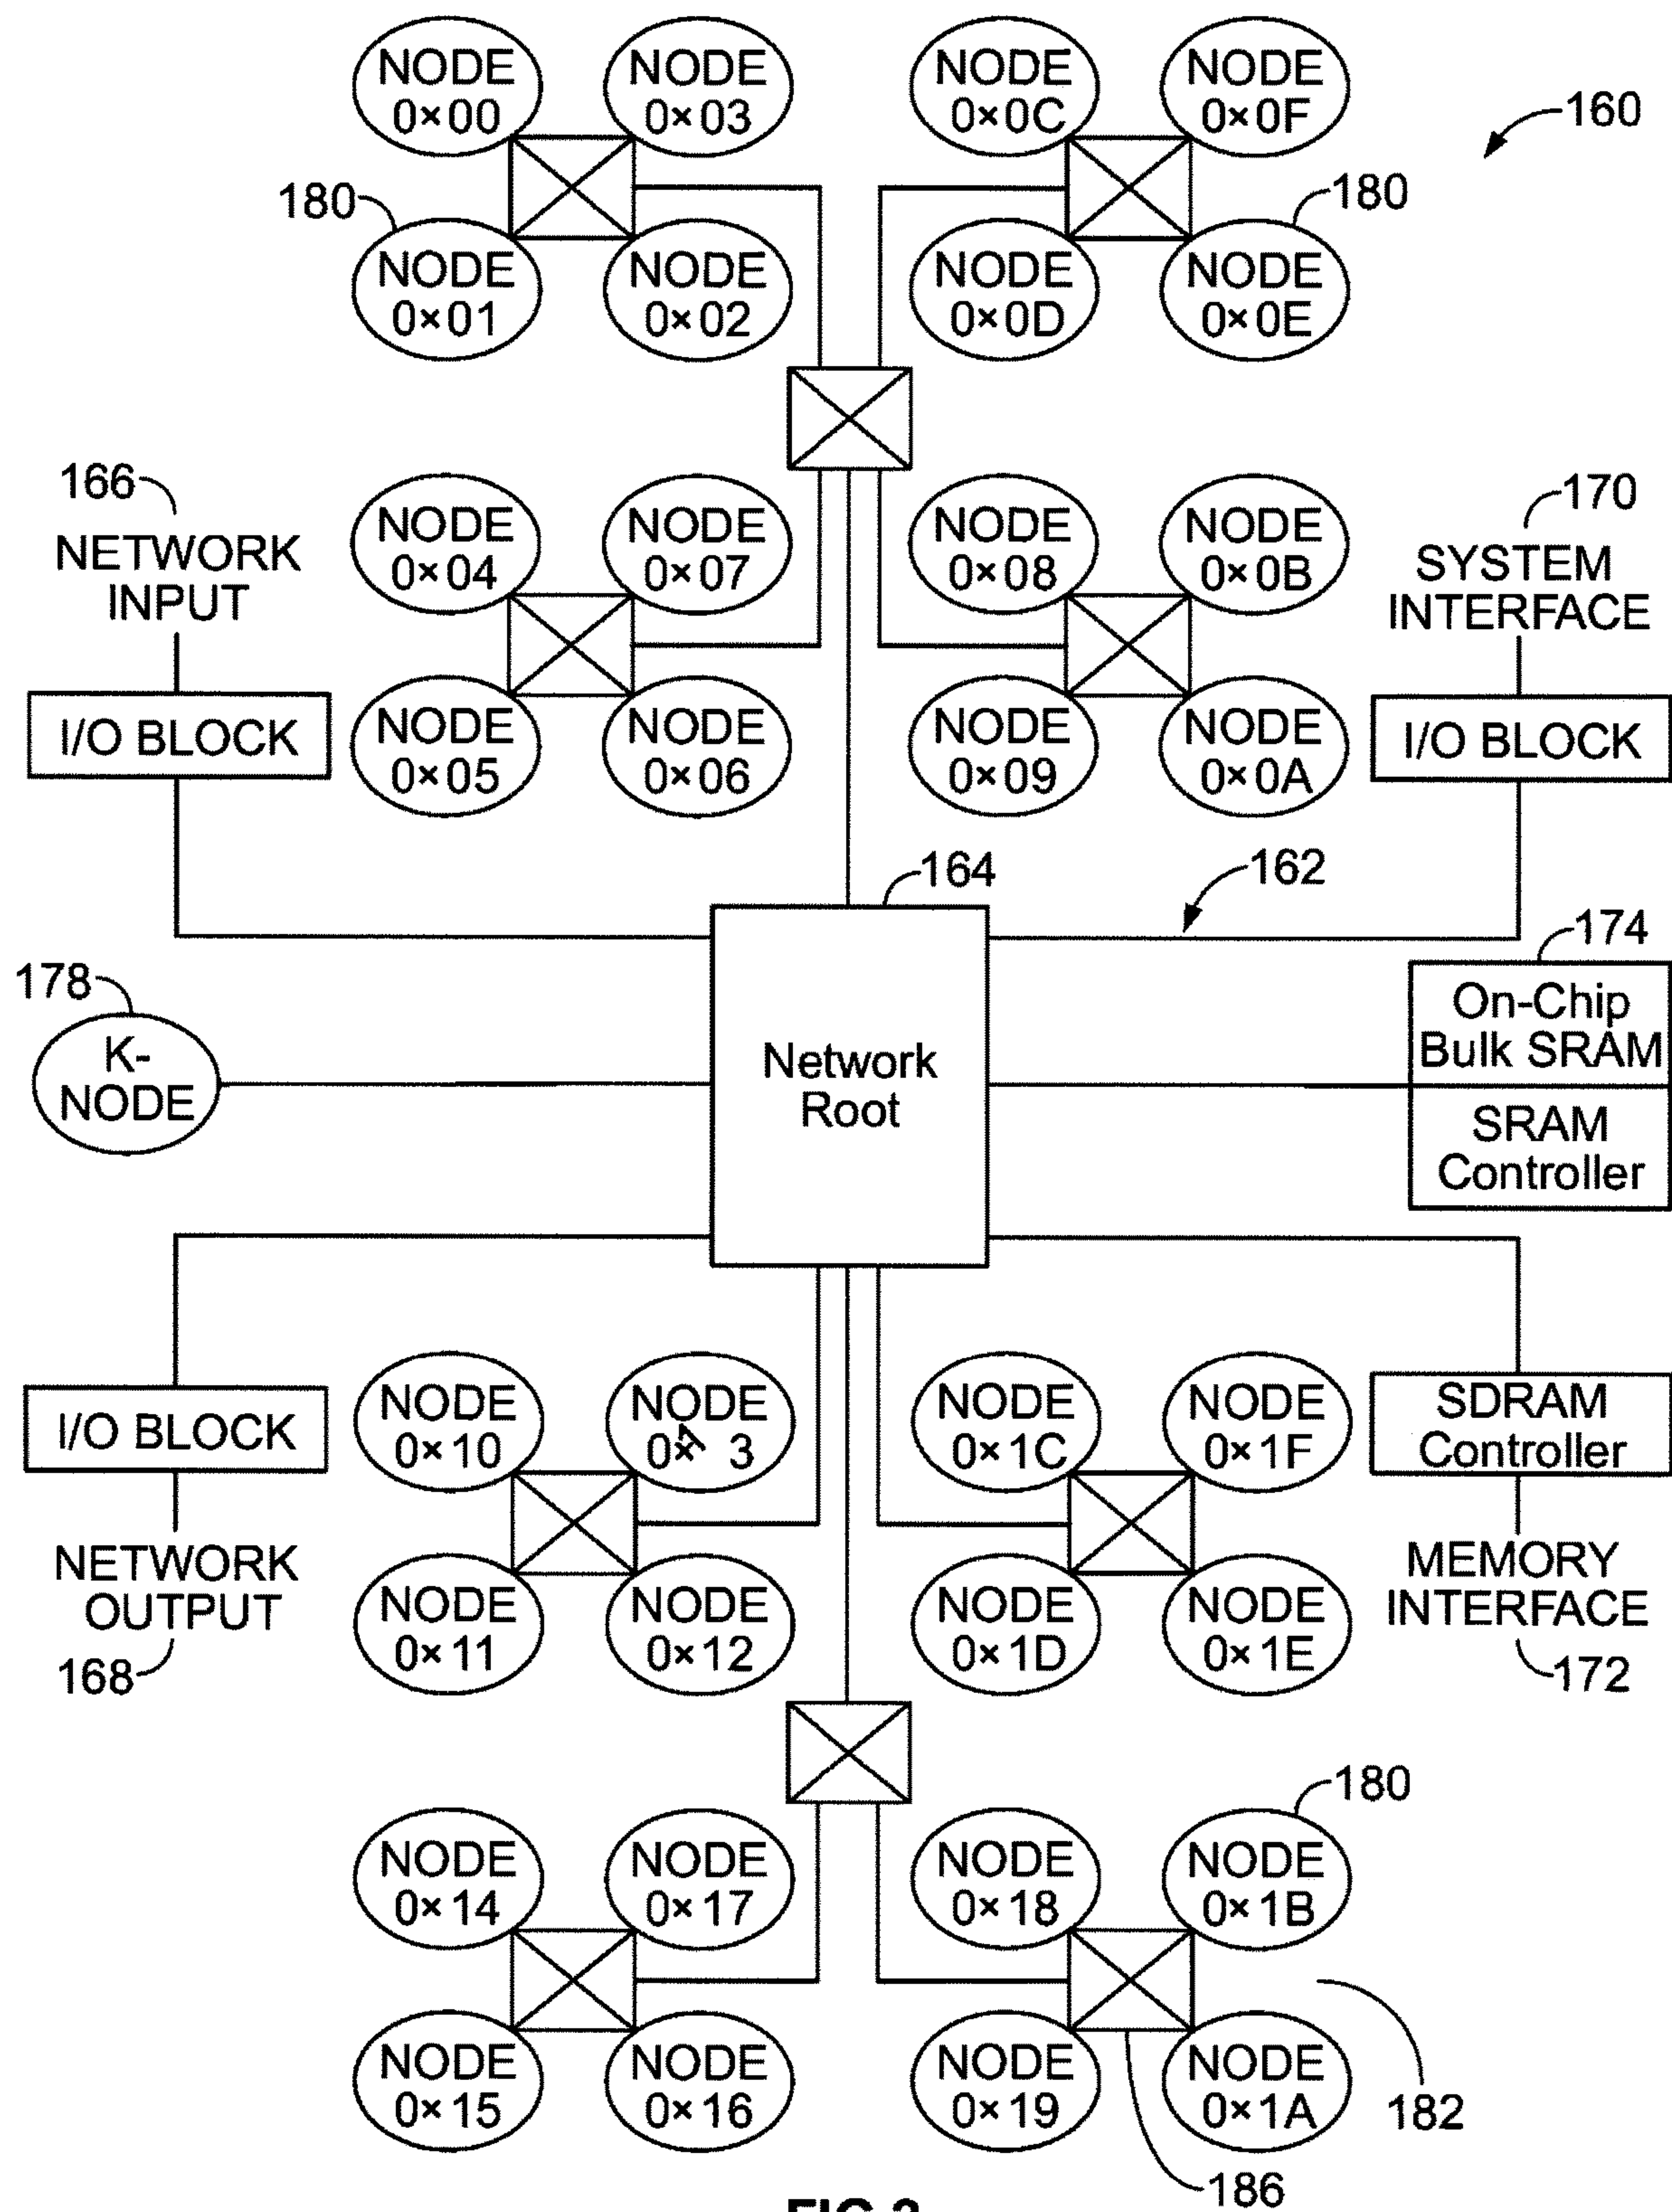 NODE
0×00
NODE
0×03
NODE
0×0C
NODE
0×0F
160
180
NODE
0×01
NODE
0×02
NODE
0×0D
NODE
0×0E
180
166
NETWORK
INPUT
I/O BLOCK
NODE
0×04
NODE
0×07
NODE
0×08
NODE
0×0B
170
SYSTEM
INTERFACE
I/O BLOCK
NODE
0×05
NODE
0×06
NODE
0×09
NODE
0×0A
164
162
178
K-
NODE
Network
Root
174
On-Chip
Bulk SRAM
SRAM
Controller
I/O BLOCK
NETWORK
OUTPUT
168
NODE
0×10
NODE
0×1 3
NODE
0×1C
NODE
0×1F
SDRAM
Controller
MEMORY
INTERFACE
172
NODE
0×11
NODE
0×12
NODE
0×1D
NODE
0×1E
180
NODE
0×14
NODE
0×17
NODE
0×18
NODE
0×1B
NODE
0×15
NODE
0×16
NODE
0×19
NODE
0×1A
182
186